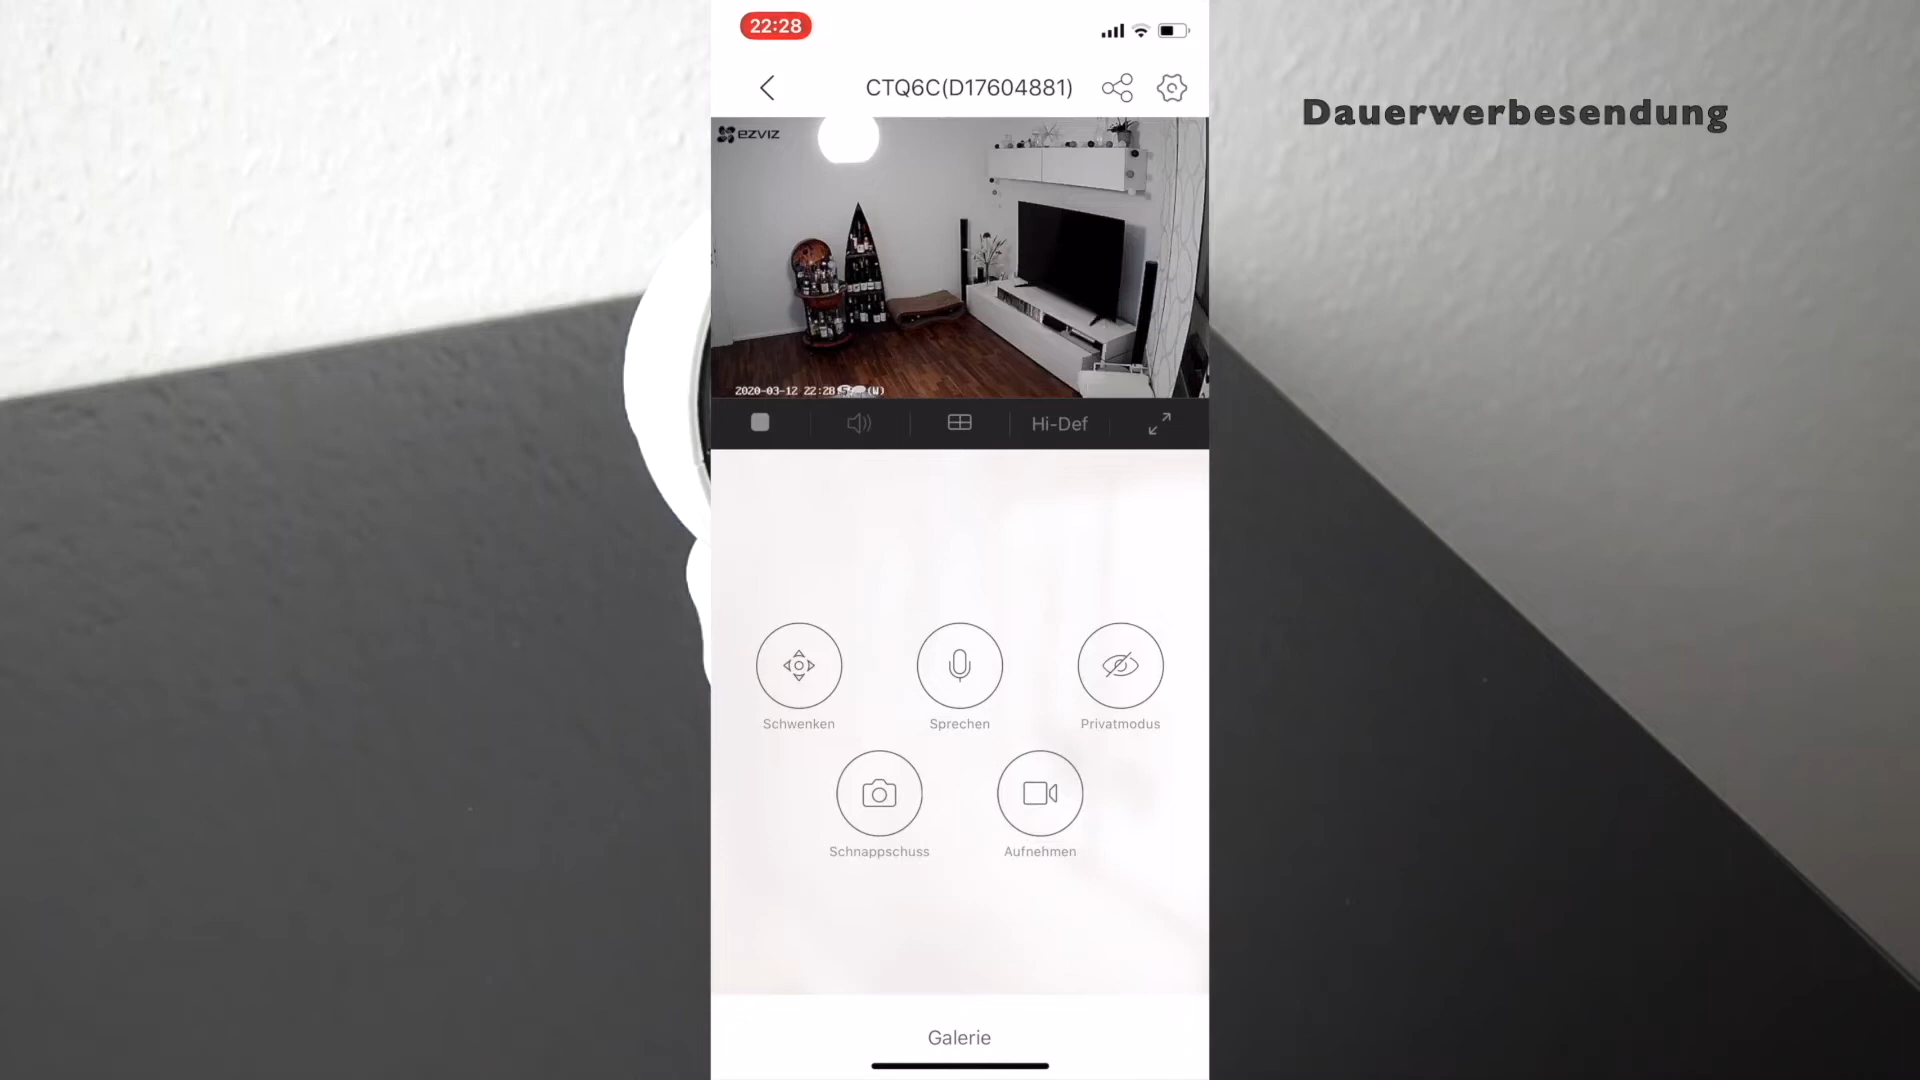 22:28
CTQ6C(D17604881)
Dauerwerbesendung
ezviz
2020-03-12 22:28 (W)
Hi-Def
Schwenken
Sprechen
Privatmodus
Schnappschuss
Aufnehmen
Galerie